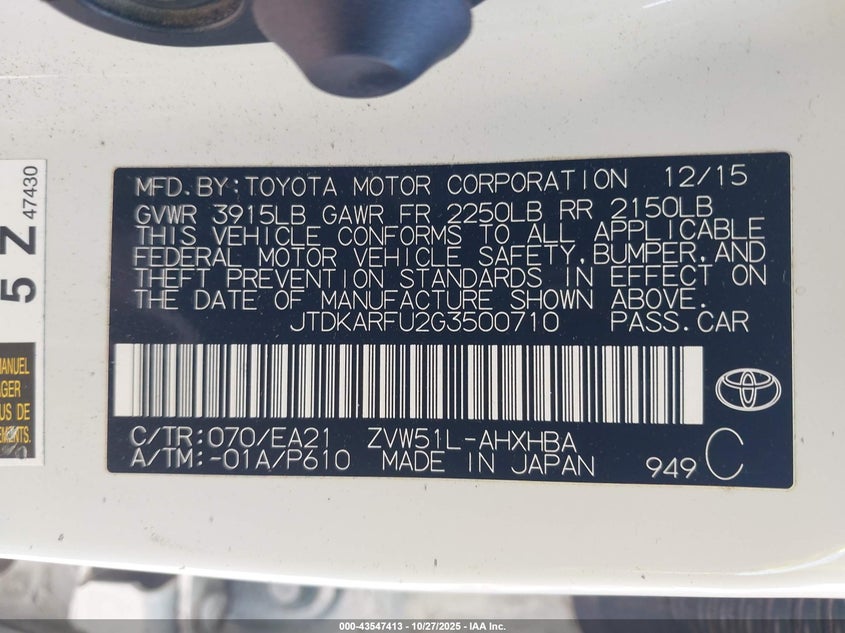 MFD. BY: TOYOTA MOTOR CORPORATION 12/15
GVWR 3915LB GAWR FR 2250LB RR 2150LB
THIS VEHICLE CONFORMS TO ALL APPLICABLE
FEDERAL MOTOR VEHICLE SAFETY, BUMPER, AND
THEFT PREVENTION STANDARDS IN EFFECT ON
THE DATE OF MANUFACTURE SHOWN ABOVE.
JTDKARFU2G3500710 PASS. CAR
C/TR: 070/EA21 ZVW51L-AHXHBA
A/TM: -01A/P610 MADE IN JAPAN 949 C
5 Z 47430
MANUEL
US DE
000-43547413 - 10/27/2025 - IAA Inc.